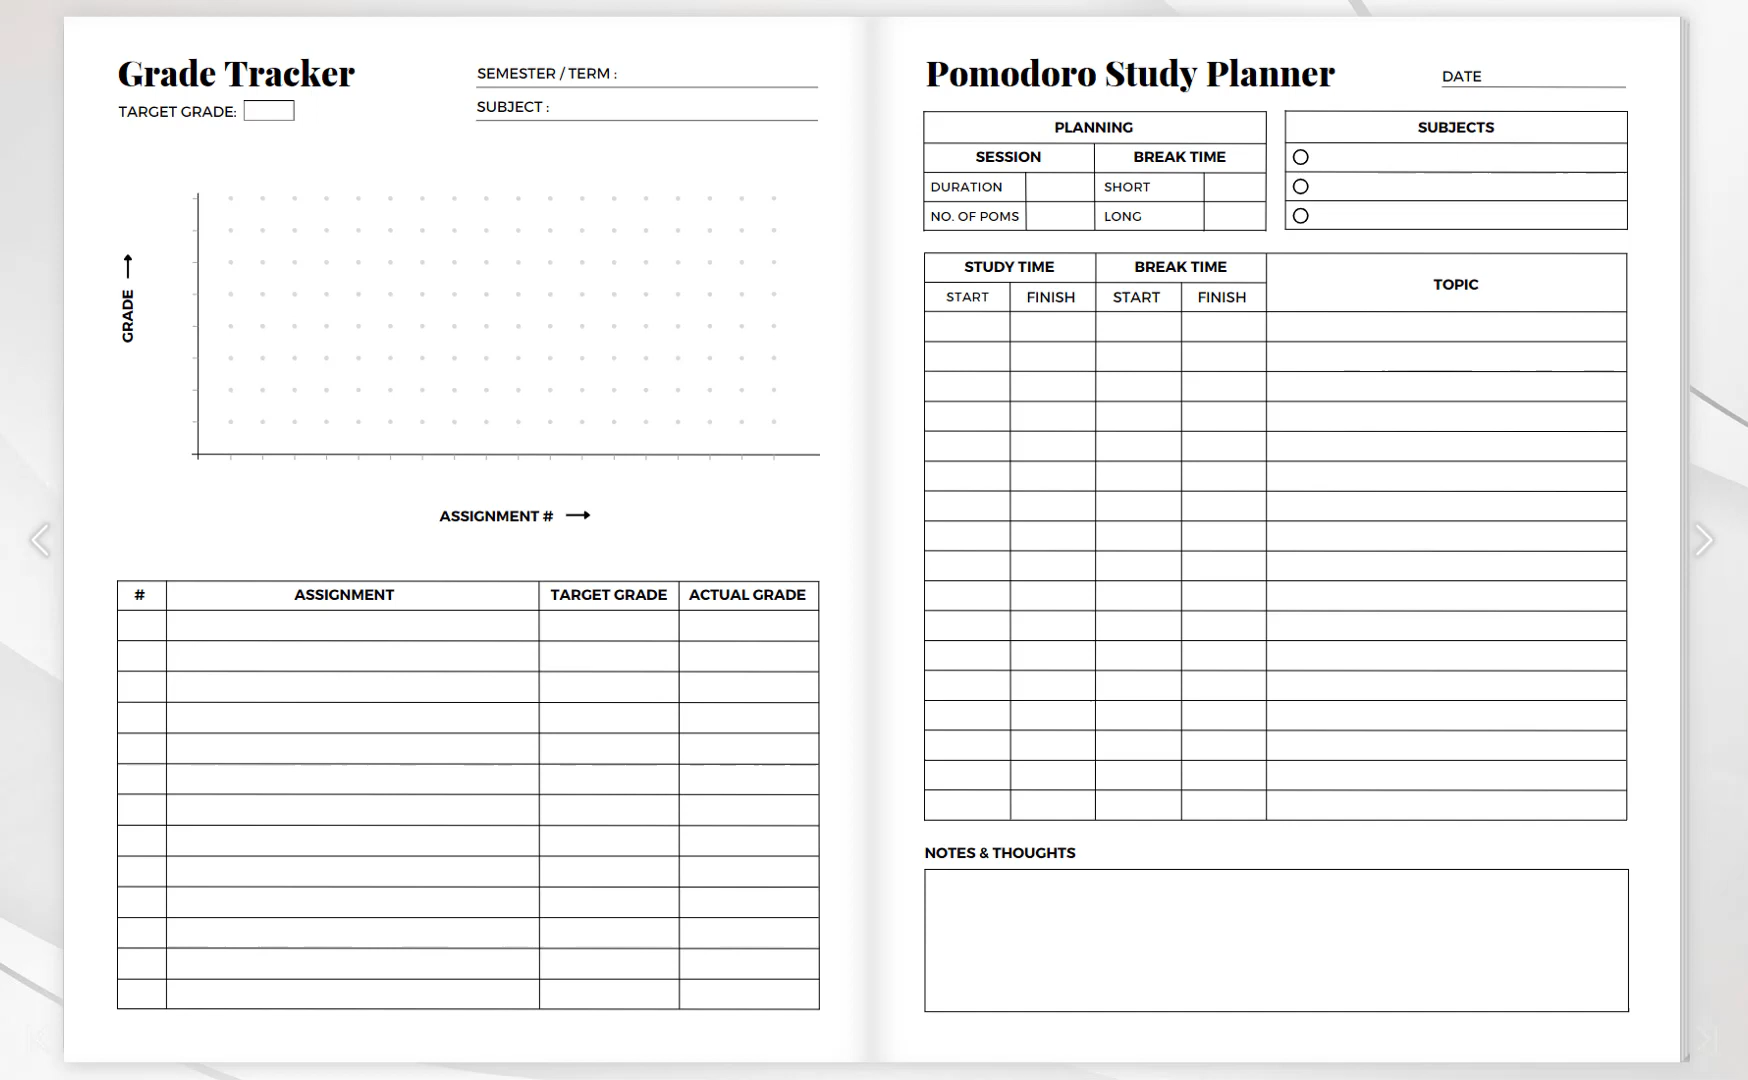 Grade Tracker
TARGET GRADE:
SEMESTER / TERM :
SUBJECT :
GRADE
ASSIGNMENT #
# ASSIGNMENT TARGET GRADE ACTUAL GRADE
Pomodoro Study Planner
DATE
PLANNING
SESSION BREAK TIME
DURATION SHORT
NO. OF POMS LONG
SUBJECTS
STUDY TIME BREAK TIME TOPIC
START FINISH START FINISH
NOTES & THOUGHTS